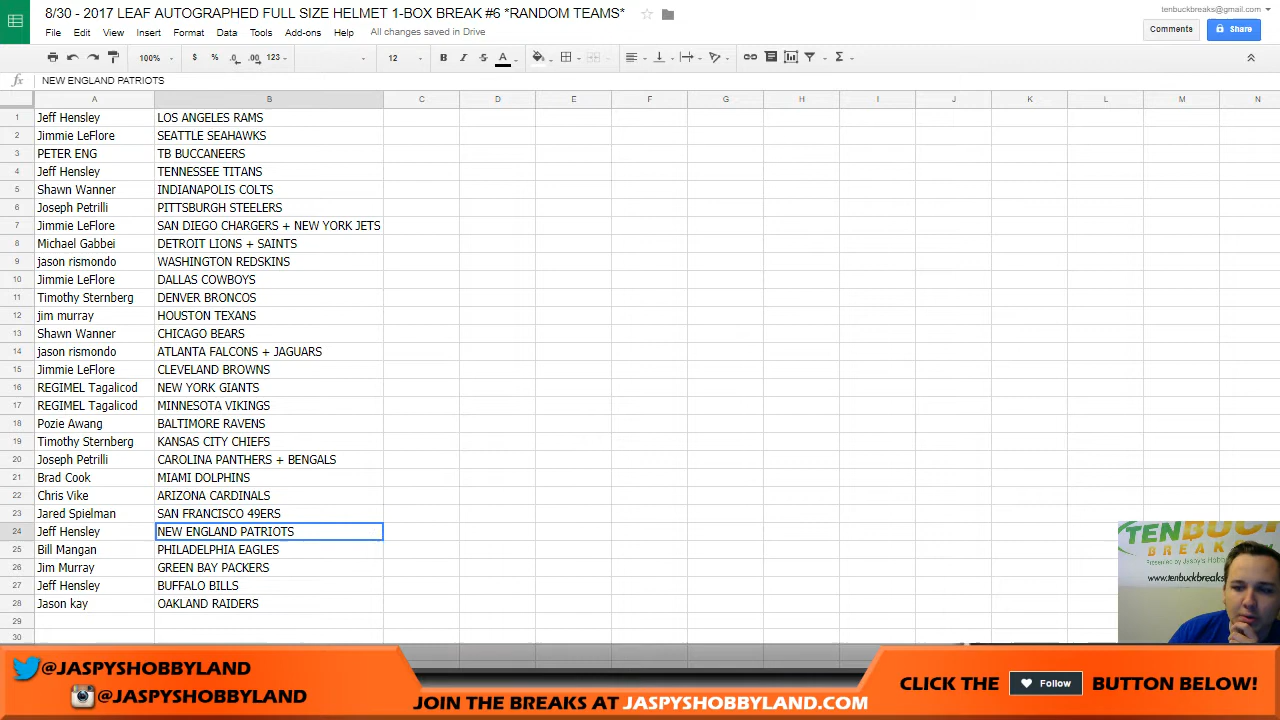 8/30 - 2017 LEAF AUTOGRAPHED FULL SIZE HELMET 1-BOX BREAK #6 *RANDOM TEAMS*
tenbuckbreaks@gmail.com
File Edit View Insert Format Data Tools Add-ons Help All changes saved in Drive
Comments Share
150% $ % .0 .00 123 12 B I S A Σ
fx NEW ENGLAND PATRIOTS
A B C D E F G H I J K L M N
1 Jeff Hensley LOS ANGELES RAMS
2 Jimmie LeFlore SEATTLE SEAHAWKS
3 PETER ENG TB BUCCANEERS
4 Jeff Hensley TENNESSEE TITANS
5 Shawn Wanner INDIANAPOLIS COLTS
6 Joseph Petrilli PITTSBURGH STEELERS
7 Jimmie LeFlore SAN DIEGO CHARGERS + NEW YORK JETS
8 Michael Gabbei DETROIT LIONS + SAINTS
9 jason rismondo WASHINGTON REDSKINS
10 Jimmie LeFlore DALLAS COWBOYS
11 Timothy Sternberg DENVER BRONCOS
12 jim murray HOUSTON TEXANS
13 Shawn Wanner CHICAGO BEARS
14 jason rismondo ATLANTA FALCONS + JAGUARS
15 Jimmie LeFlore CLEVELAND BROWNS
16 REGIMEL Tagalicod NEW YORK GIANTS
17 REGIMEL Tagalicod MINNESOTA VIKINGS
18 Pozie Awang BALTIMORE RAVENS
19 Timothy Sternberg KANSAS CITY CHIEFS
20 Joseph Petrilli CAROLINA PANTHERS + BENGALS
21 Brad Cook MIAMI DOLPHINS
22 Chris Vike ARIZONA CARDINALS
23 Jared Spielman SAN FRANCISCO 49ERS
24 Jeff Hensley NEW ENGLAND PATRIOTS
25 Bill Mangan PHILADELPHIA EAGLES
26 Jim Murray GREEN BAY PACKERS
27 Jeff Hensley BUFFALO BILLS
28 Jason kay OAKLAND RAIDERS
29
30
TENBUCK
BREAKS
Presented by Jaspy's Hobby
www.tenbuckbreaks
@JASPYSHOBBYLAND
@JASPYSHOBBYLAND
JOIN THE BREAKS AT JASPYSHOBBYLAND.COM
CLICK THE Follow BUTTON BELOW!